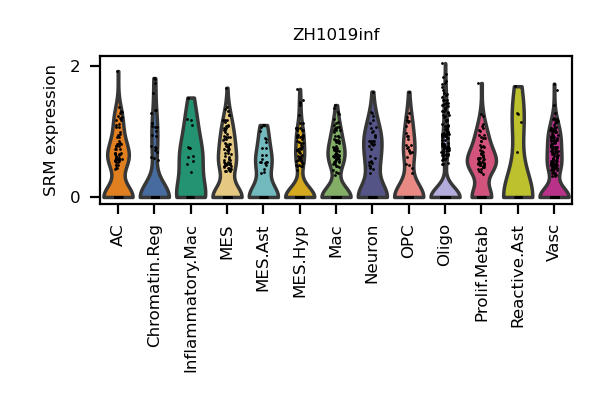 ZH1019inf
SRM expression
2
0
AC
Chromatin.Reg
Inflammatory.Mac
MES
MES.Ast
MES.Hyp
Mac
Neuron
OPC
Oligo
Prolif.Metab
Reactive.Ast
Vasc